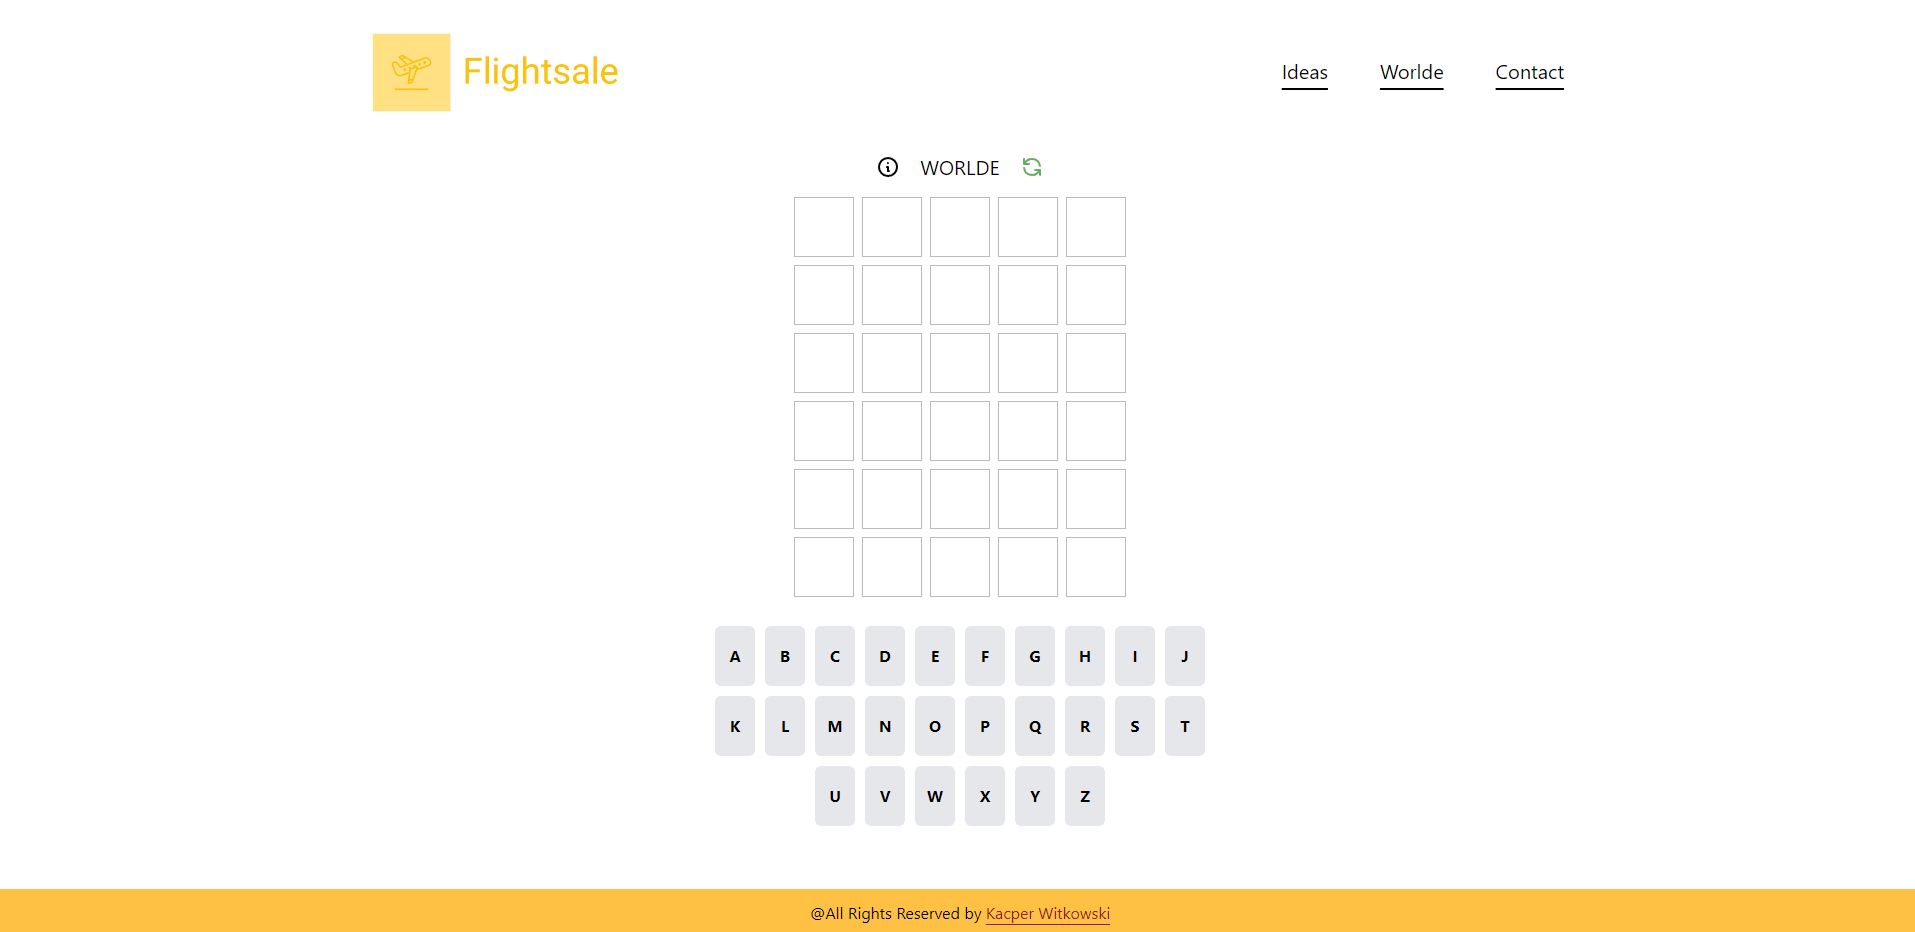 Flightsale
Ideas Worlde Contact
WORLDE
A B C D E F G H I J
K L M N O P Q R S T
U V W X Y Z
@All Rights Reserved by Kacper Witkowski